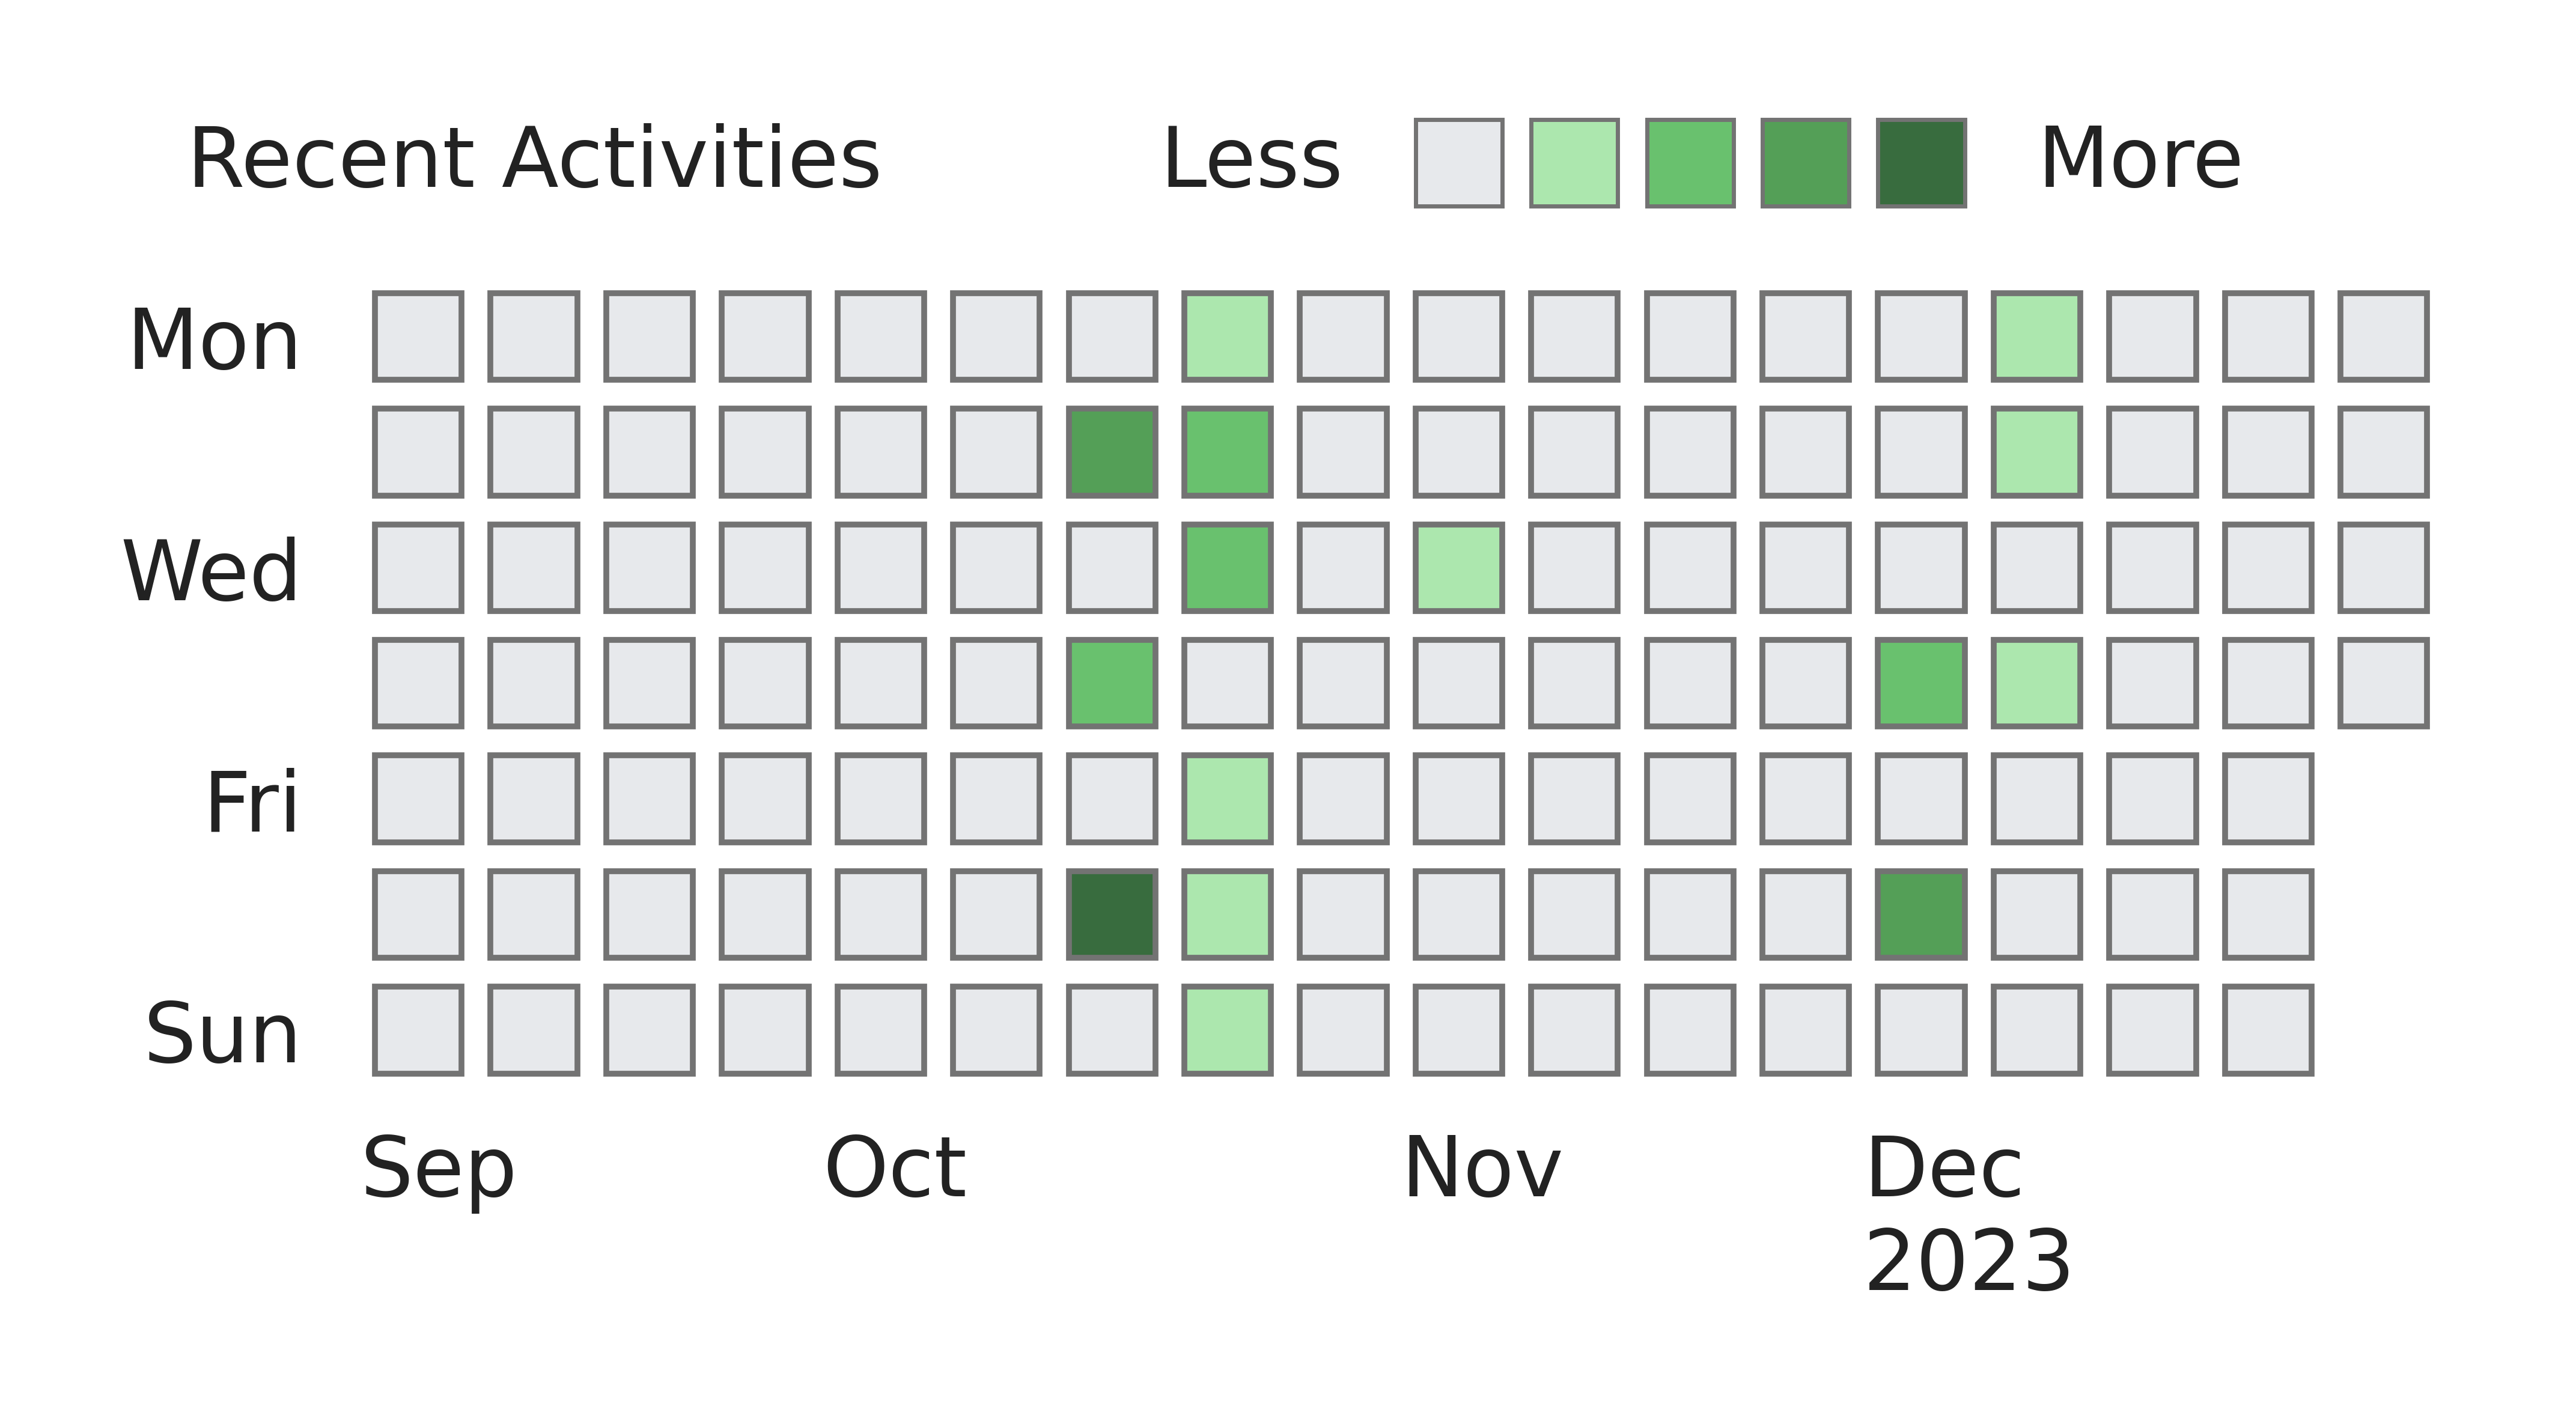 Recent Activities
Less
More
Mon
Wed
Fri
Sun
Sep
Oct
Nov
Dec
2023